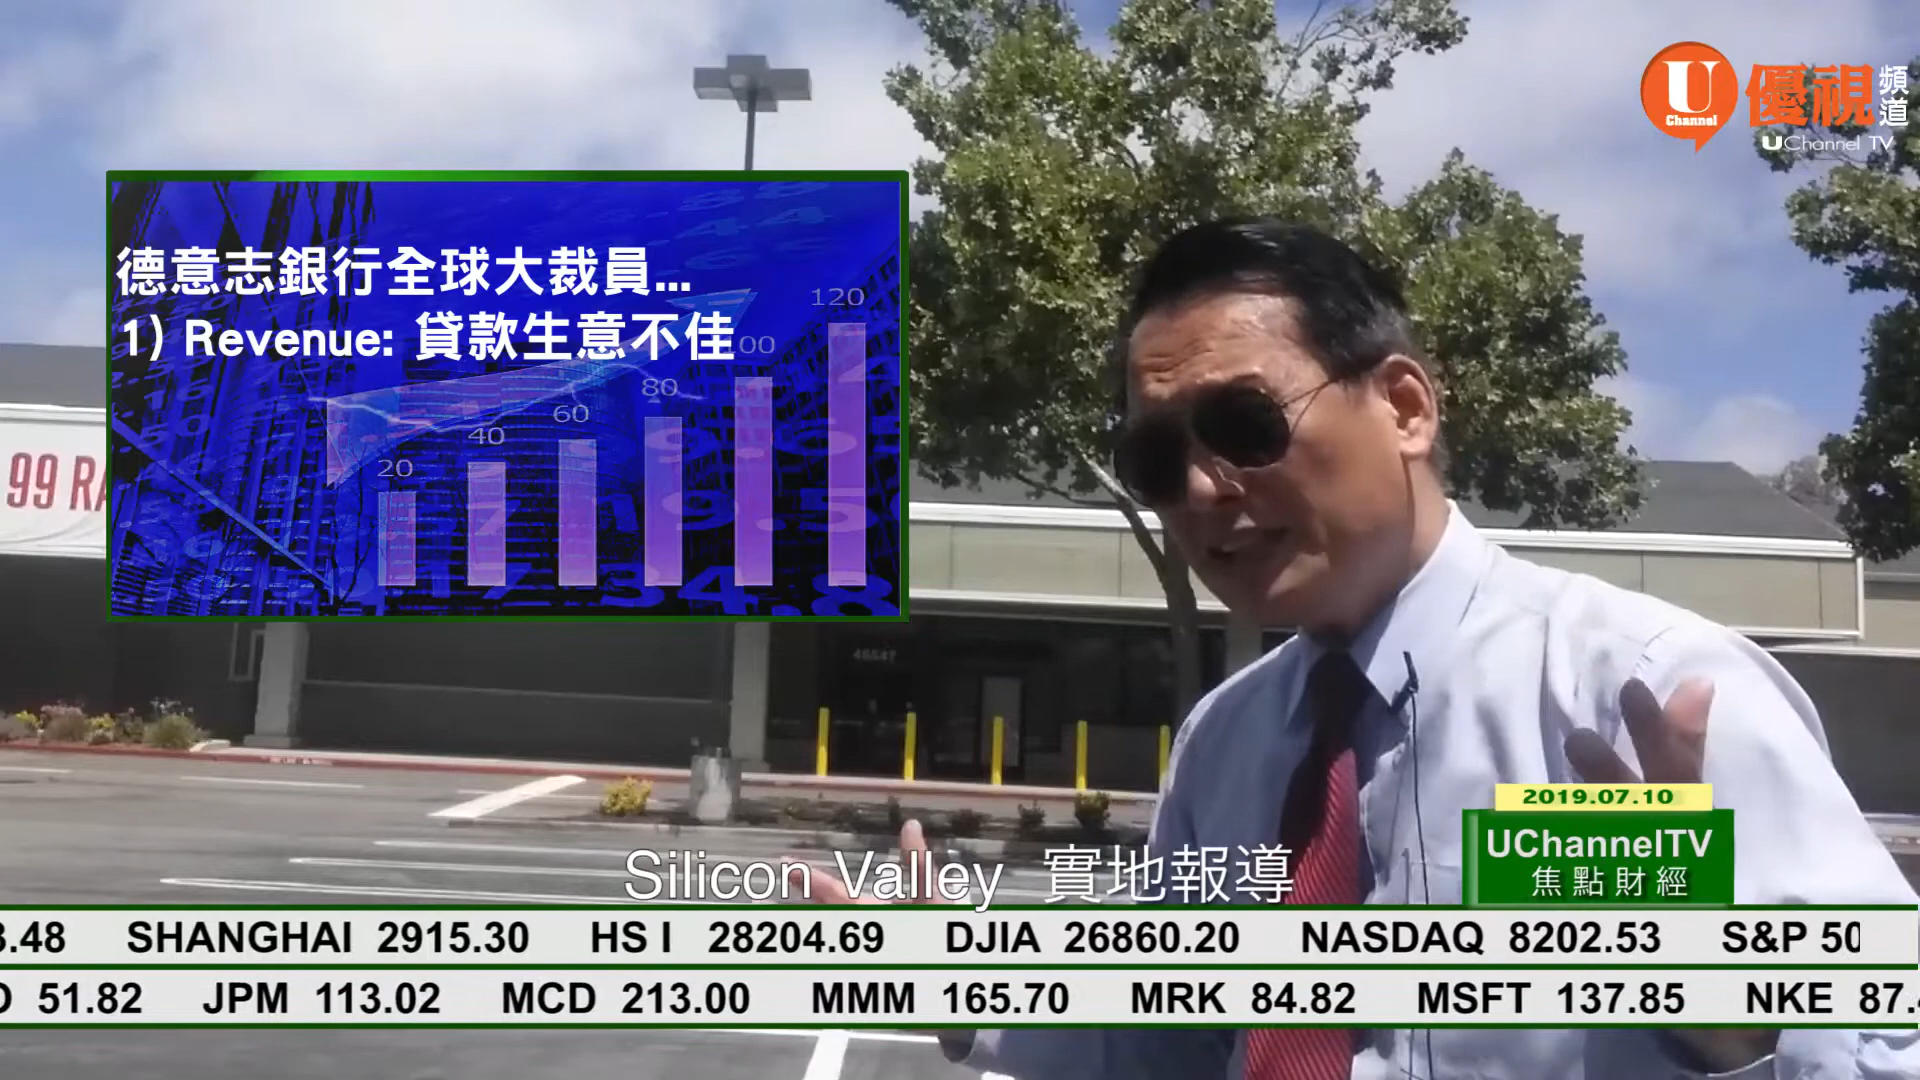 U
Channel
優視
頻道
UChannel TV
德意志銀行全球大裁員...
1) Revenue: 貸款生意不佳
120
80
60
40
20
99 RA
46547
2019.07.10
UChannelTV
焦點財經
Silicon Valley 實地報導
3.48 SHANGHAI 2915.30 HS I 28204.69 DJIA 26860.20 NASDAQ 8202.53 S&P 50
51.82 JPM 113.02 MCD 213.00 MMM 165.70 MRK 84.82 MSFT 137.85 NKE 87.